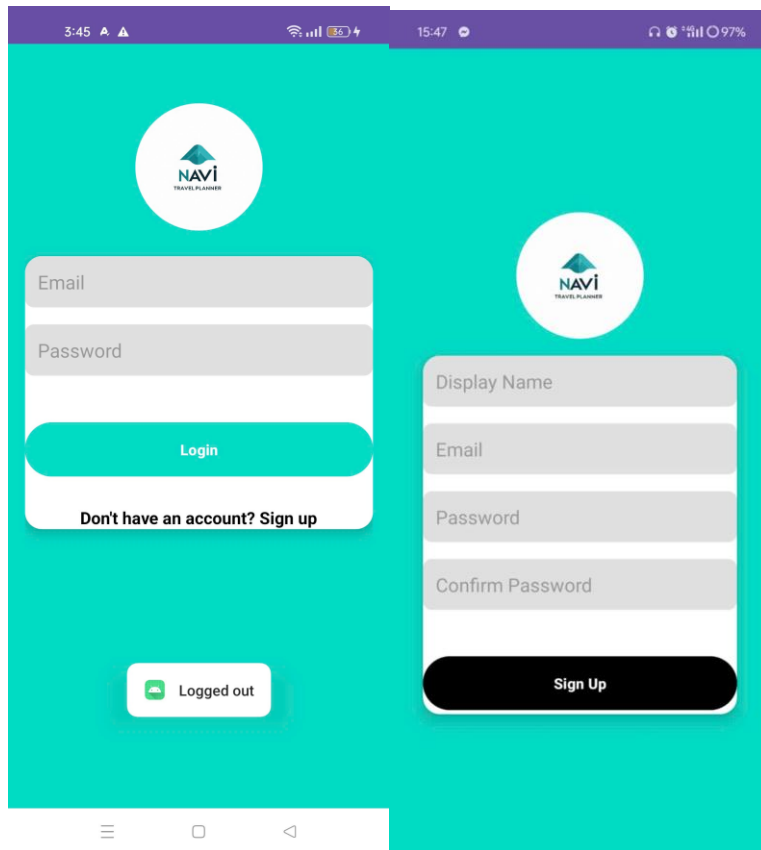 3:45
36
NAVİ
TRAVEL PLANNER
Email
Password
Login
Don't have an account? Sign up
Logged out
15:47
97%
NAVİ
TRAVEL PLANNER
Display Name
Email
Password
Confirm Password
Sign Up